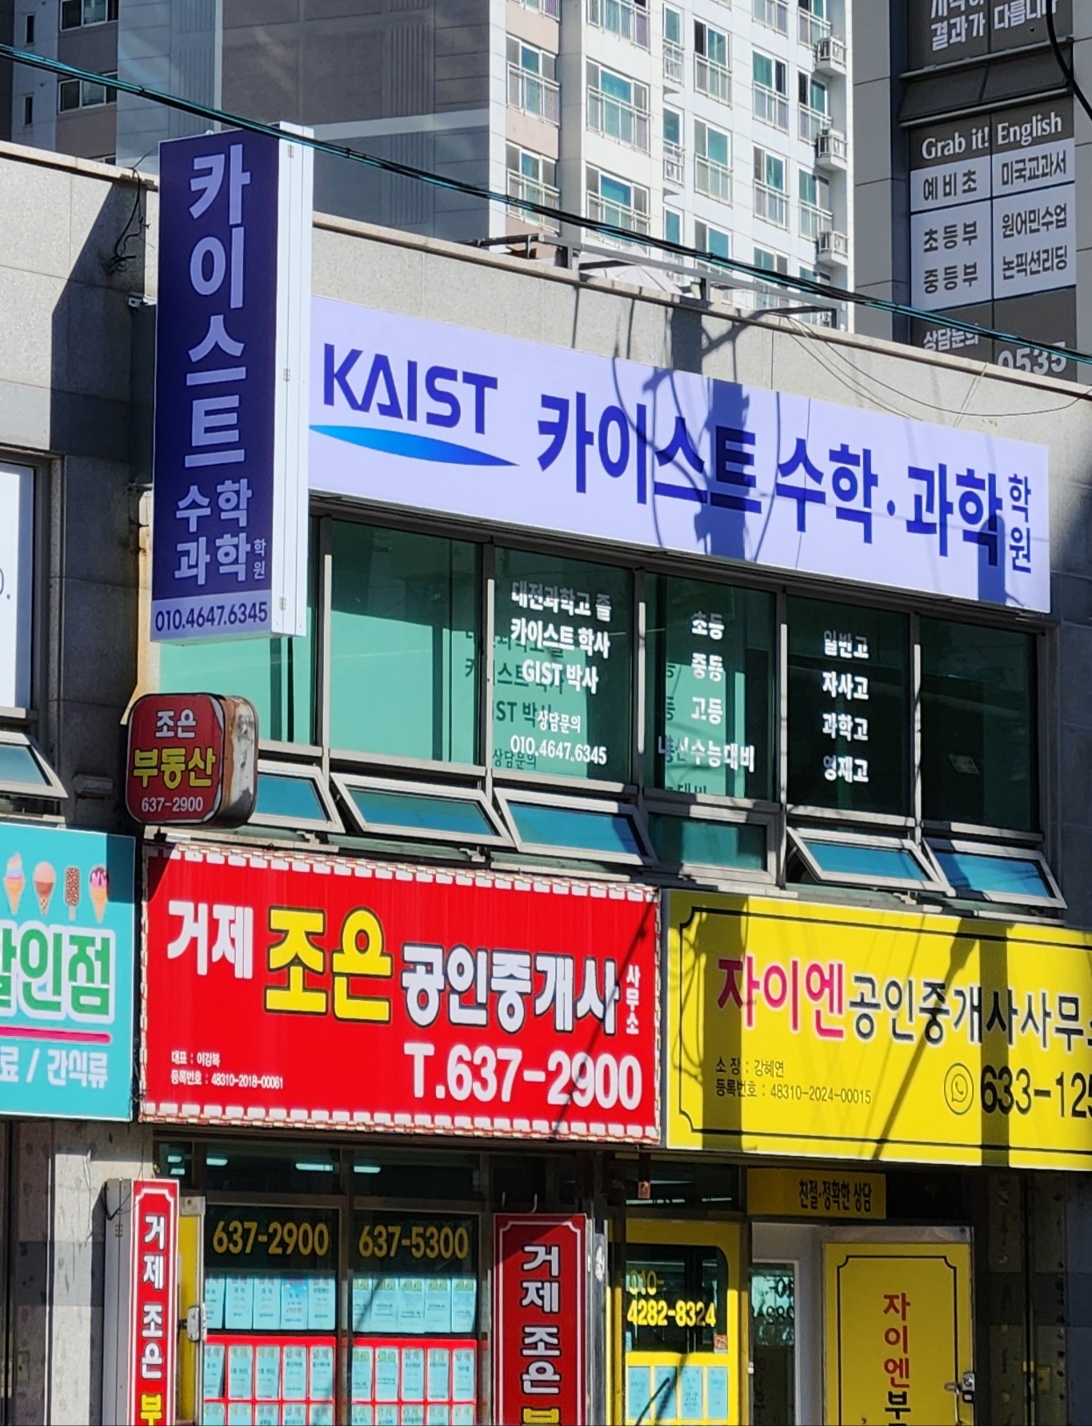 결과가 다릅니다
Grab it! English
예비초 미국교과서
초등부 원어민수업
중등부 논픽션리딩
상담문의
0535
카이스트
수학
과학 학원
010.4647.6345
KAIST 카이스트 수학·과학 학원
대전과학고 졸
카이스트 학사
GIST 박사
상담문의
010.4647.6345
초등
중등
고등
내신수능대비
일반고
자사고
과학고
영재고
조은
부동산
637-2900
할인점
/ 간식류
거제 조은 공인중개사 사무소
T.637-2900
대표 : 이강복
등록번호 : 48310-2018-00061
자이엔공인중개사사무
소 장 : 강혜연
등록번호 : 48310-2024-00015
633-125
친절·정확한 상담
거제 조은 부
637-2900
637-5300
거제 조은 부
010-
4282-8324
자이엔부